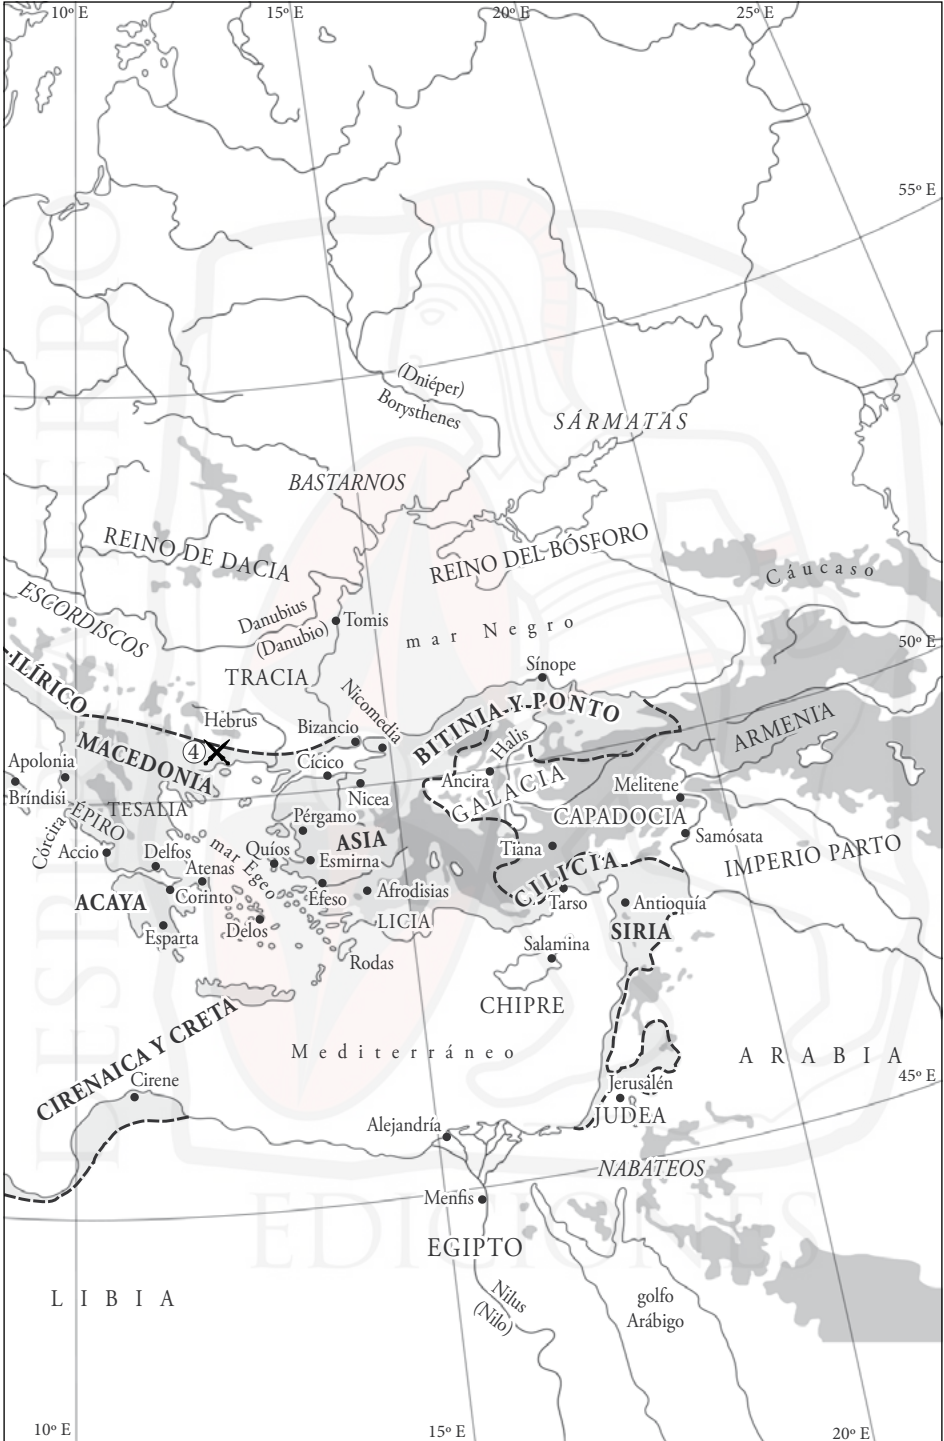 10º E
15º E
20º E
25º E
55º E
(Dniéper)
Borysthenes
SÁRMATAS
BASTARNOS
REINO DE DACIA
REINO DEL BÓSFORO
Cáucaso
ESCORDISCOS
Danubius
(Danubio)
Tomis
mar Negro
50º E
ILÍRICO
TRACIA
Sínope
Nicomedia
Hebrus
Bizancio
BITINIA Y PONTO
ARMENIA
4
MACEDONIA
Cícico
Halis
Apolonia
Ancira
GALACIA
Melitene
Bríndisi
Nicea
TESALIA
ÉPIRO
Pérgamo
CAPADOCIA
Córcira
ASIA
Samósata
Accio
Delfos
mar Egeo
Quíos
Esmirna
Tiana
IMPERIO PARTO
Atenas
CILICIA
ACAYA
Corinto
Éfeso
Afrodisias
Tarso
Antioquía
Esparta
Delos
LICIA
SIRIA
Rodas
Salamina
CHIPRE
CIRENAICA Y CRETA
Mediterráneo
ARABIA
45º E
Cirene
Jerusalén
JUDEA
Alejandría
NABATEOS
Menfis
EGIPTO
LIBIA
Nilus
(Nilo)
golfo
Arábigo
10º E
15º E
20º E
DESPERTA FERRO
EDICIONES